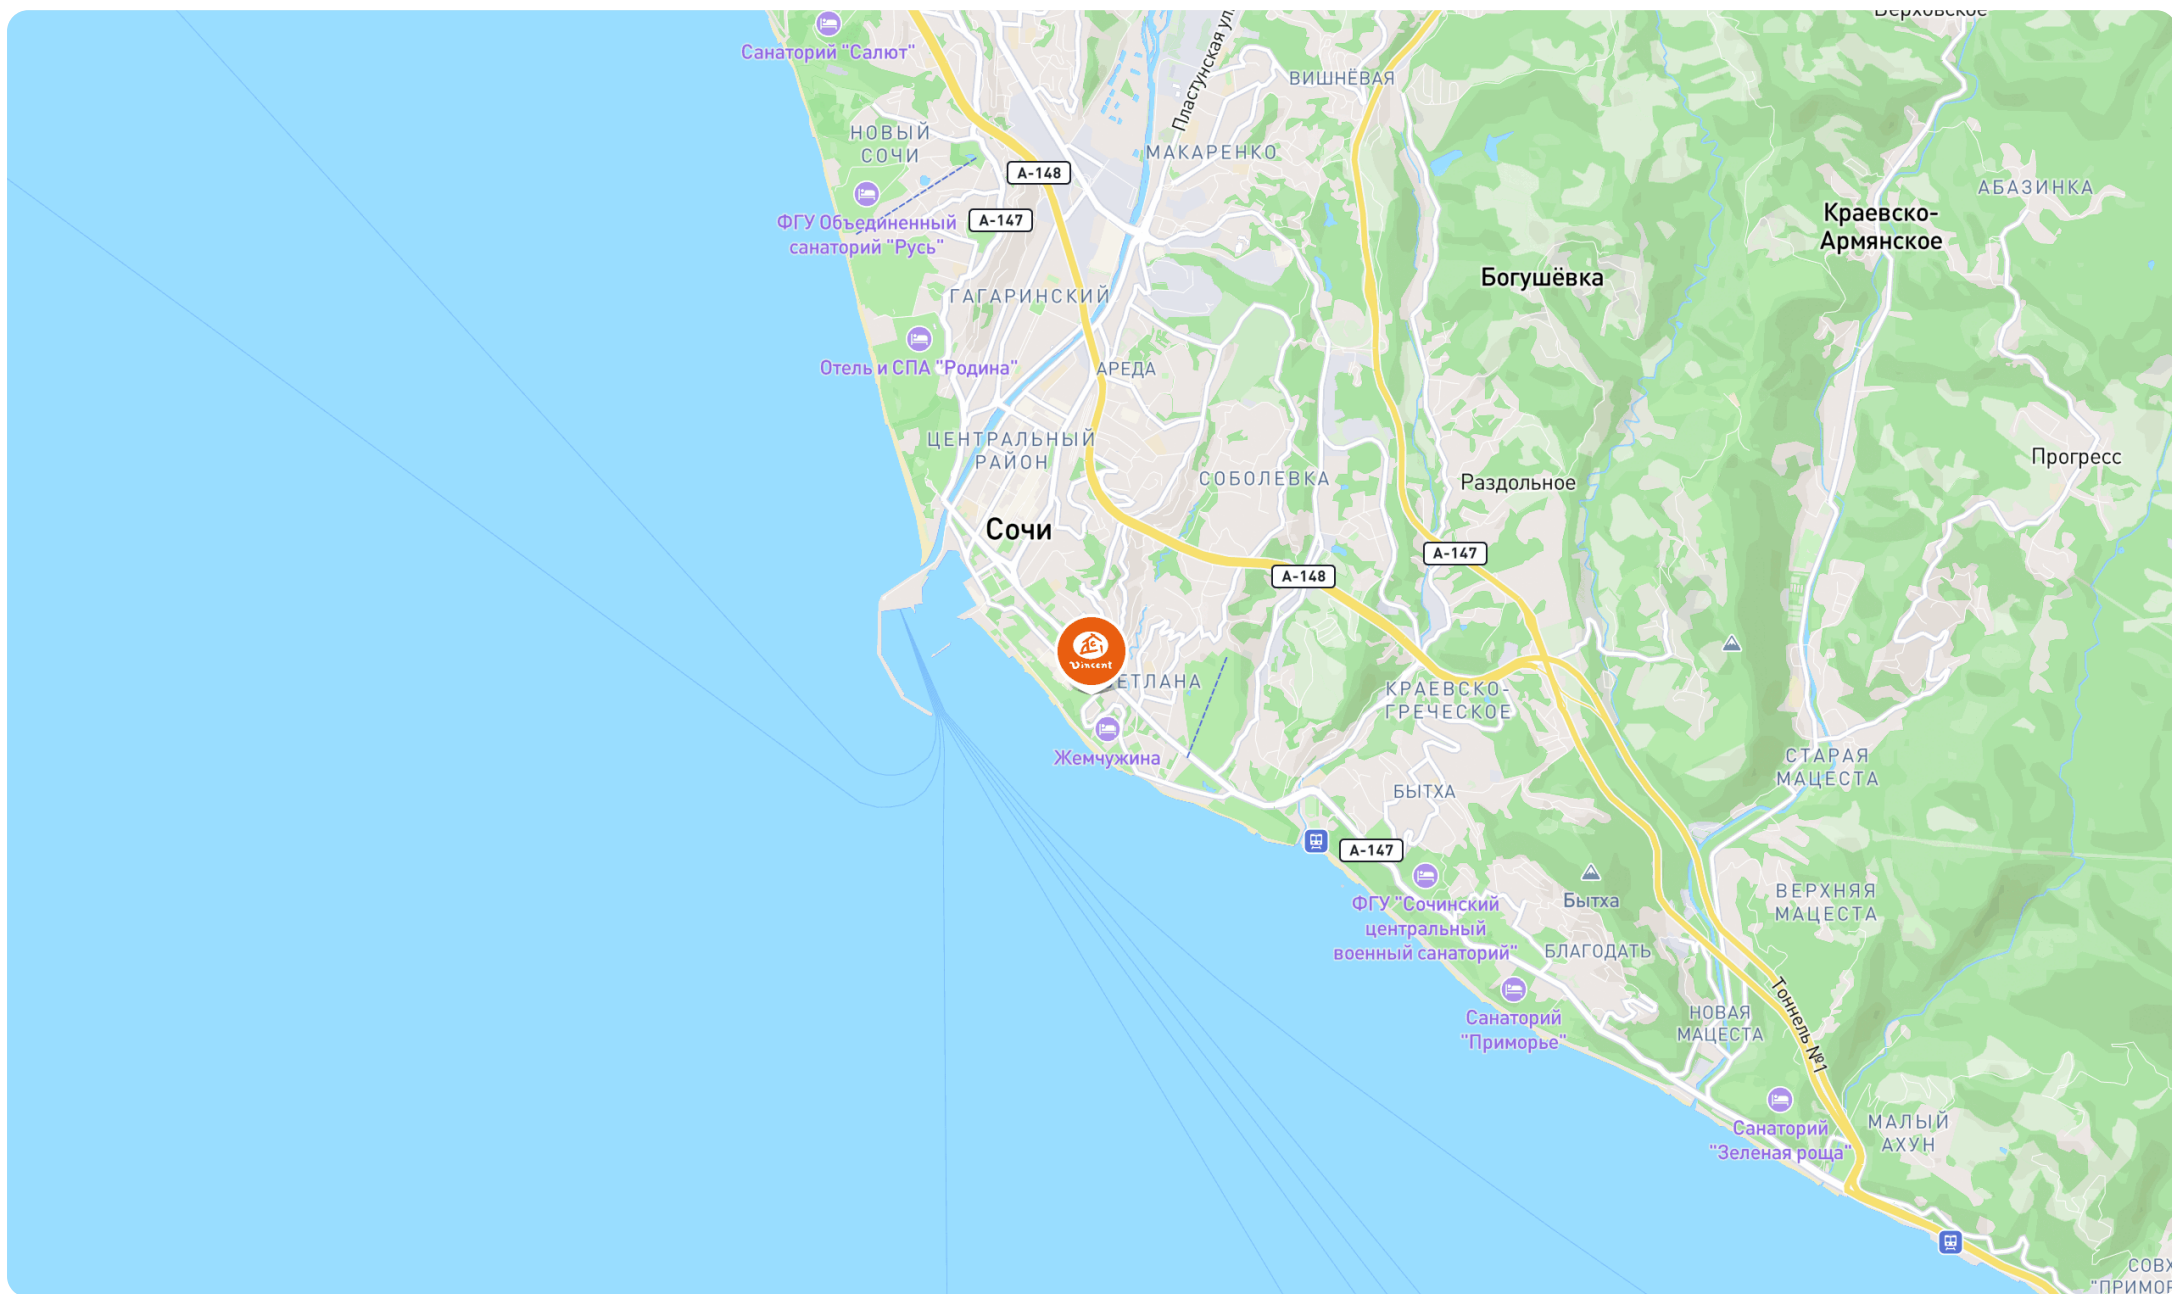 Верховское
Санаторий "Салют"
Пластунская ул.
ВИШНЁВАЯ
НОВЫЙ
СОЧИ
МАКАРЕНКО
А-148
АБАЗИНКА
ФГУ Объединенный
санаторий "Русь"
А-147
Краевско-
Армянское
Богушёвка
ГАГАРИНСКИЙ
Отель и СПА "Родина"
АРЕДА
ЦЕНТРАЛЬНЫЙ
РАЙОН
СОБОЛЕВКА
Раздольное
Прогресс
Сочи
А-147
А-148
Vincent
ЕТЛАНА
КРАЕВСКО-
ГРЕЧЕСКОЕ
Жемчужина
СТАРАЯ
МАЦЕСТА
БЫТХА
А-147
ФГУ "Сочинский
центральный
военный санаторий"
Бытха
ВЕРХНЯЯ
МАЦЕСТА
БЛАГОДАТЬ
Санаторий
"Приморье"
НОВАЯ
МАЦЕСТА
Тоннель №1
Санаторий
"Зеленая роща"
МАЛЫЙ
АХУН
СОВХ
"ПРИМОР